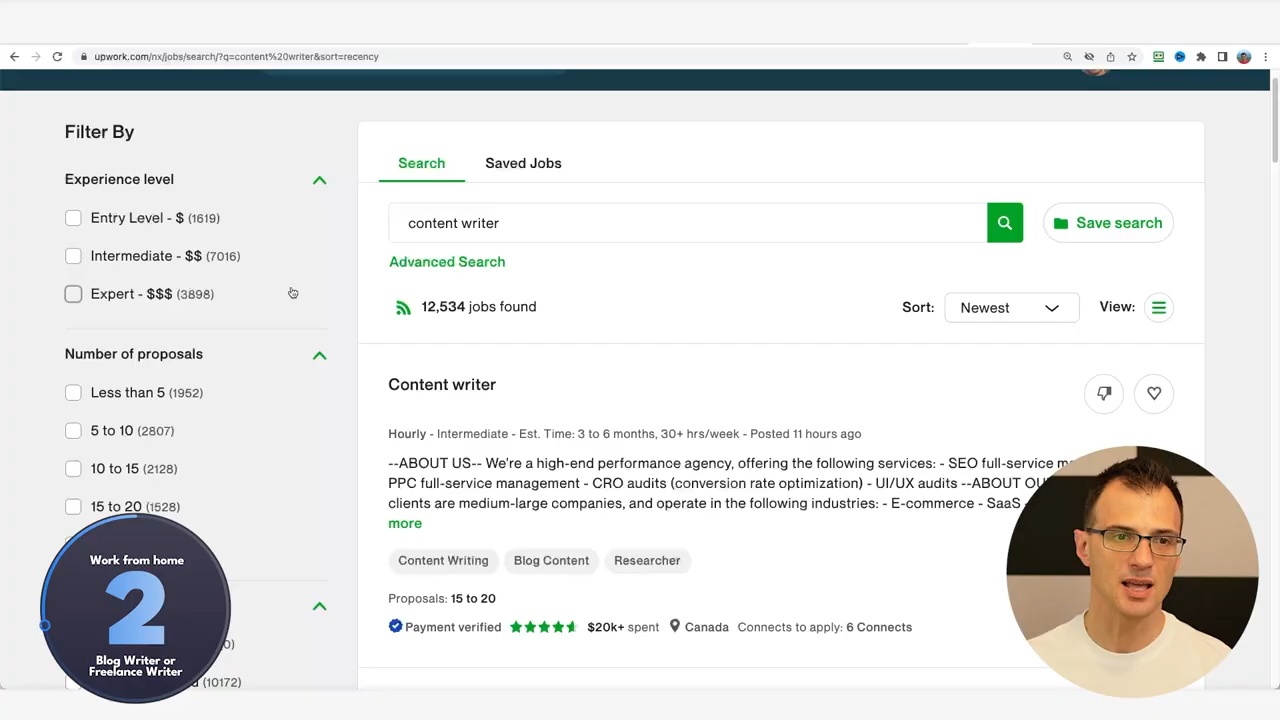 upwork.com/nx/jobs/search/?q=content%20writer&sort=recency
Filter By
Experience level
Entry Level - $ (1619)
Intermediate - $$ (7016)
Expert - $$$ (3898)
Number of proposals
Less than 5 (1952)
5 to 10 (2807)
10 to 15 (2128)
15 to 20 (1528)
0)
(10172)
Work from home
2
Blog Writer or
Freelance Writer
Search
Saved Jobs
content writer
Save search
Advanced Search
12,534 jobs found
Sort:
Newest
View:
Content writer
Hourly - Intermediate - Est. Time: 3 to 6 months, 30+ hrs/week - Posted 11 hours ago
--ABOUT US-- We're a high-end performance agency, offering the following services: - SEO full-service
PPC full-service management - CRO audits (conversion rate optimization) - UI/UX audits --ABOUT
clients are medium-large companies, and operate in the following industries: - E-commerce - SaaS -
more
Content Writing
Blog Content
Researcher
Proposals: 15 to 20
Payment verified
$20k+ spent
Canada
Connects to apply: 6 Connects